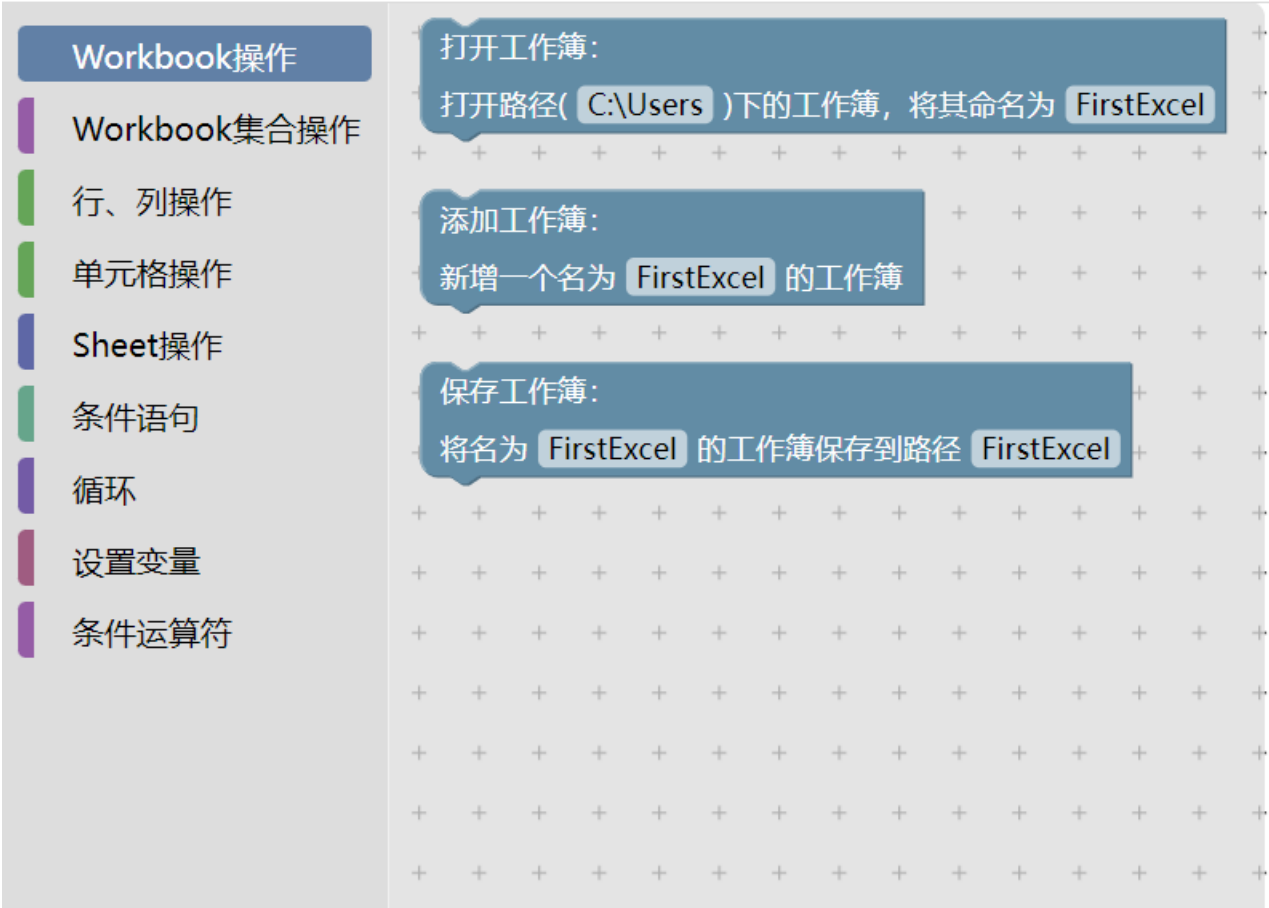 Workbook操作
Workbook集合操作
行、列操作
单元格操作
Sheet操作
条件语句
循环
设置变量
条件运算符
打开工作簿：
打开路径( C:\Users )下的工作簿，将其命名为 FirstExcel
添加工作簿：
新增一个名为 FirstExcel 的工作簿
保存工作簿：
将名为 FirstExcel 的工作簿保存到路径 FirstExcel